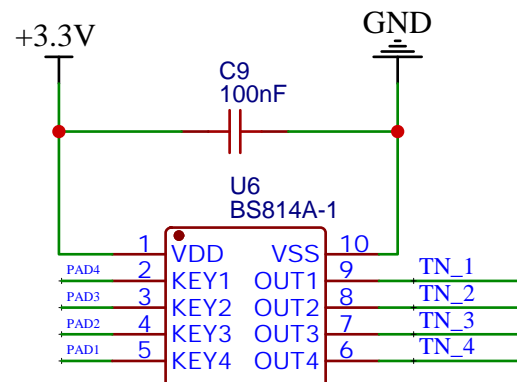 GND
+3.3V
C9
100nF
U6
BS814A-1
1 VDD VSS 10
PAD4 2 KEY1 OUT1 9 TN_1
PAD3 3 KEY2 OUT2 8 TN_2
PAD2 4 KEY3 OUT3 7 TN_3
PAD1 5 KEY4 OUT4 6 TN_4